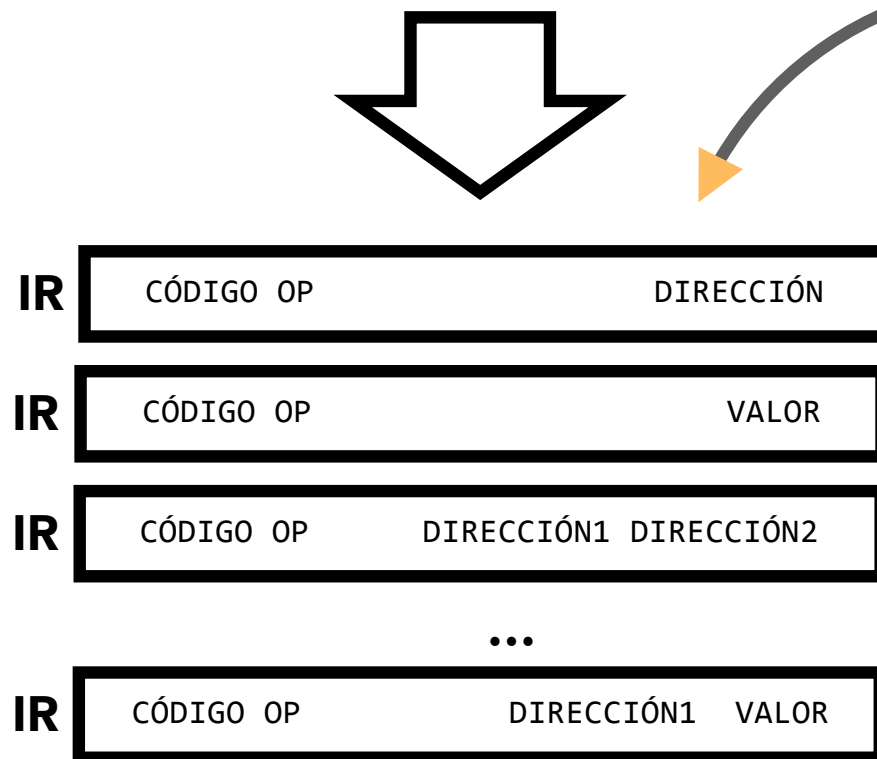 IR CÓDIGO OP DIRECCIÓN
IR CÓDIGO OP VALOR
IR CÓDIGO OP DIRECCIÓN1 DIRECCIÓN2
...
IR CÓDIGO OP DIRECCIÓN1 VALOR